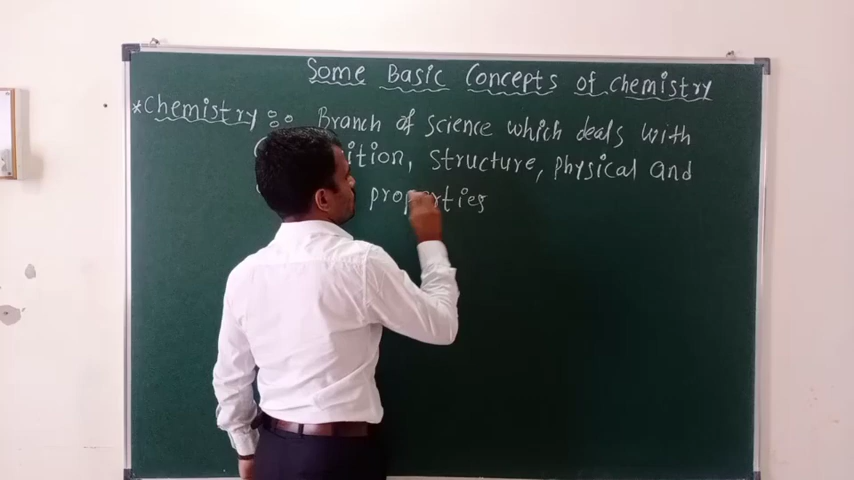 Some Basic Concepts of chemistry
*Chemistry :: Branch of science which deals with
ition, structure, physical and
properties